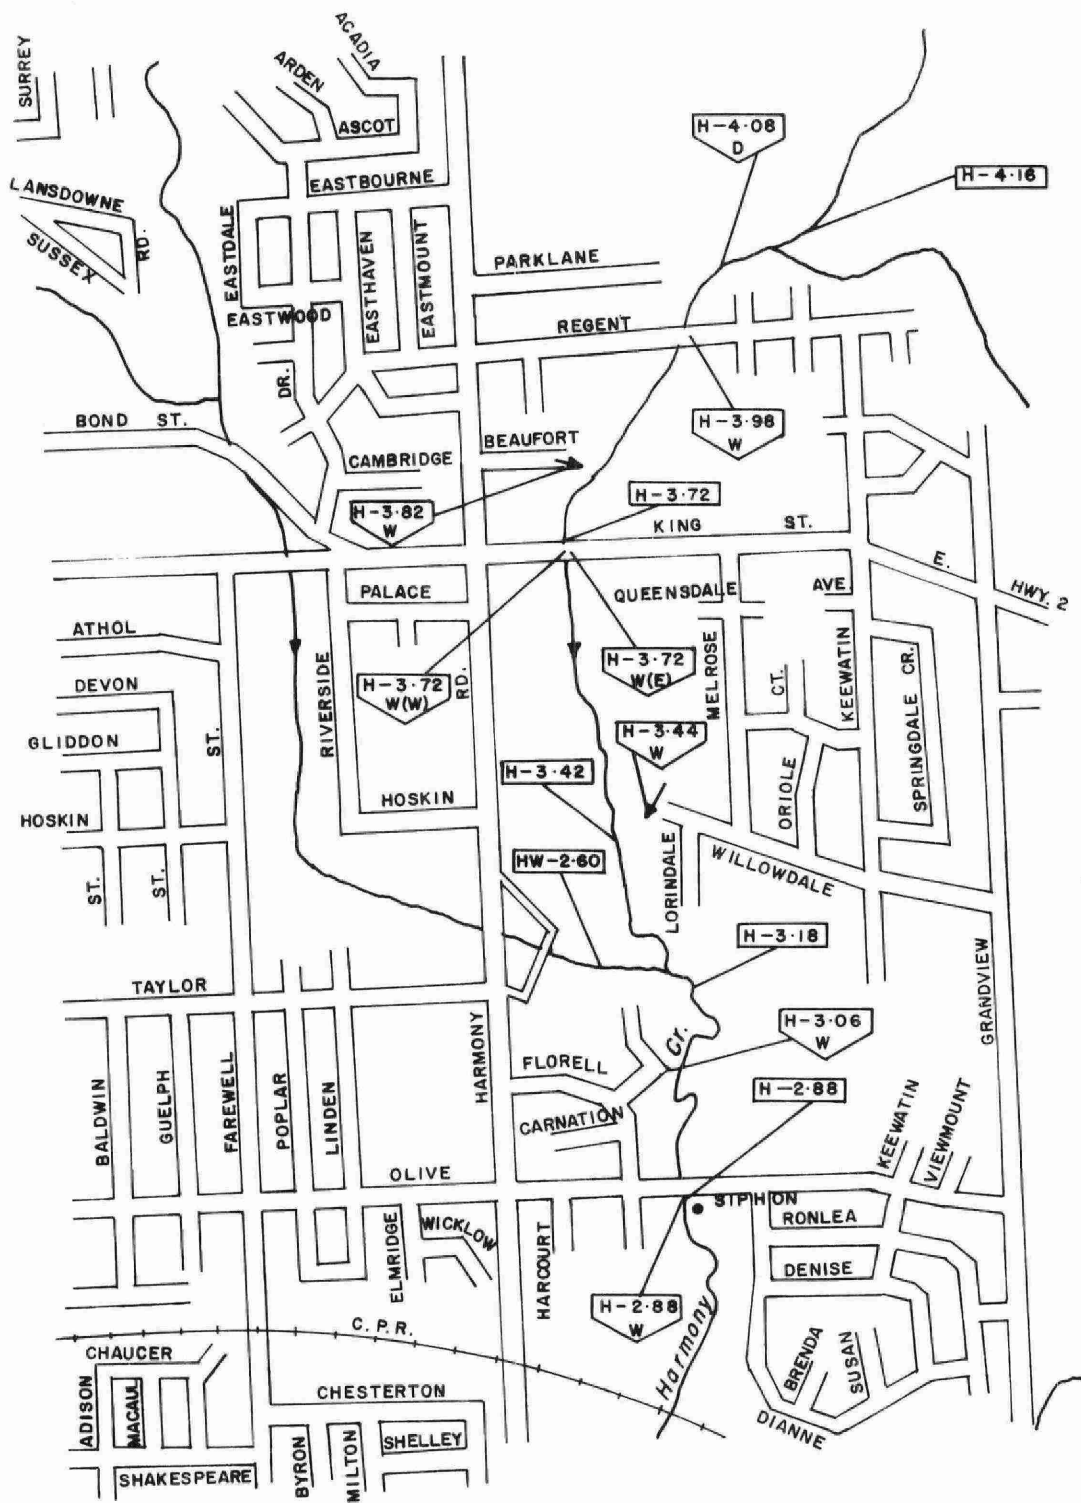 SURREY
ACADIA
ARDEN
ASCOT
H-4·08
D
H-4·16
LANSDOWNE
RD.
SUSSEX
EASTBOURNE
EASTDALE
EASTHAVEN
EASTMOUNT
EASTWOOD
DR.
PARKLANE
REGENT
H-3·98
W
BOND ST.
BEAUFORT
CAMBRIDGE
H-3·82
W
H-3·72
KING ST.
E.
HWY. 2
PALACE
QUEENSDALE AVE.
ATHOL
DEVON
GLIDDON
ST.
HOSKIN
ST.
ST.
RIVERSIDE
RD.
H-3·72
W(W)
H-3·72
W(E)
MELROSE
CT.
KEEWATIN
SPRINGDALE CR.
H-3·44
W
H-3·42
HOSKIN
ORIOLE
WILLOWDALE
LORINDALE
HW-2·60
H-3·18
GRANDVIEW
TAYLOR
HARMONY
Cr.
H-3·06
W
FLORELL
CARNATION
H-2·88
BALDWIN
GUELPH
FAREWELL
POPLAR
LINDEN
KEEWATIN
VIEWMOUNT
OLIVE
STPHON
RONLEA
DENISE
ELMRIDGE
WICKLOW
HARCOURT
H-2·88
W
Harmony
BRENDA
SUSAN
DIANNE
C.P.R.
CHAUCER
ADISON
MACAUL
CHESTERTON
SHAKESPEARE
BYRON
MILTON
SHELLEY